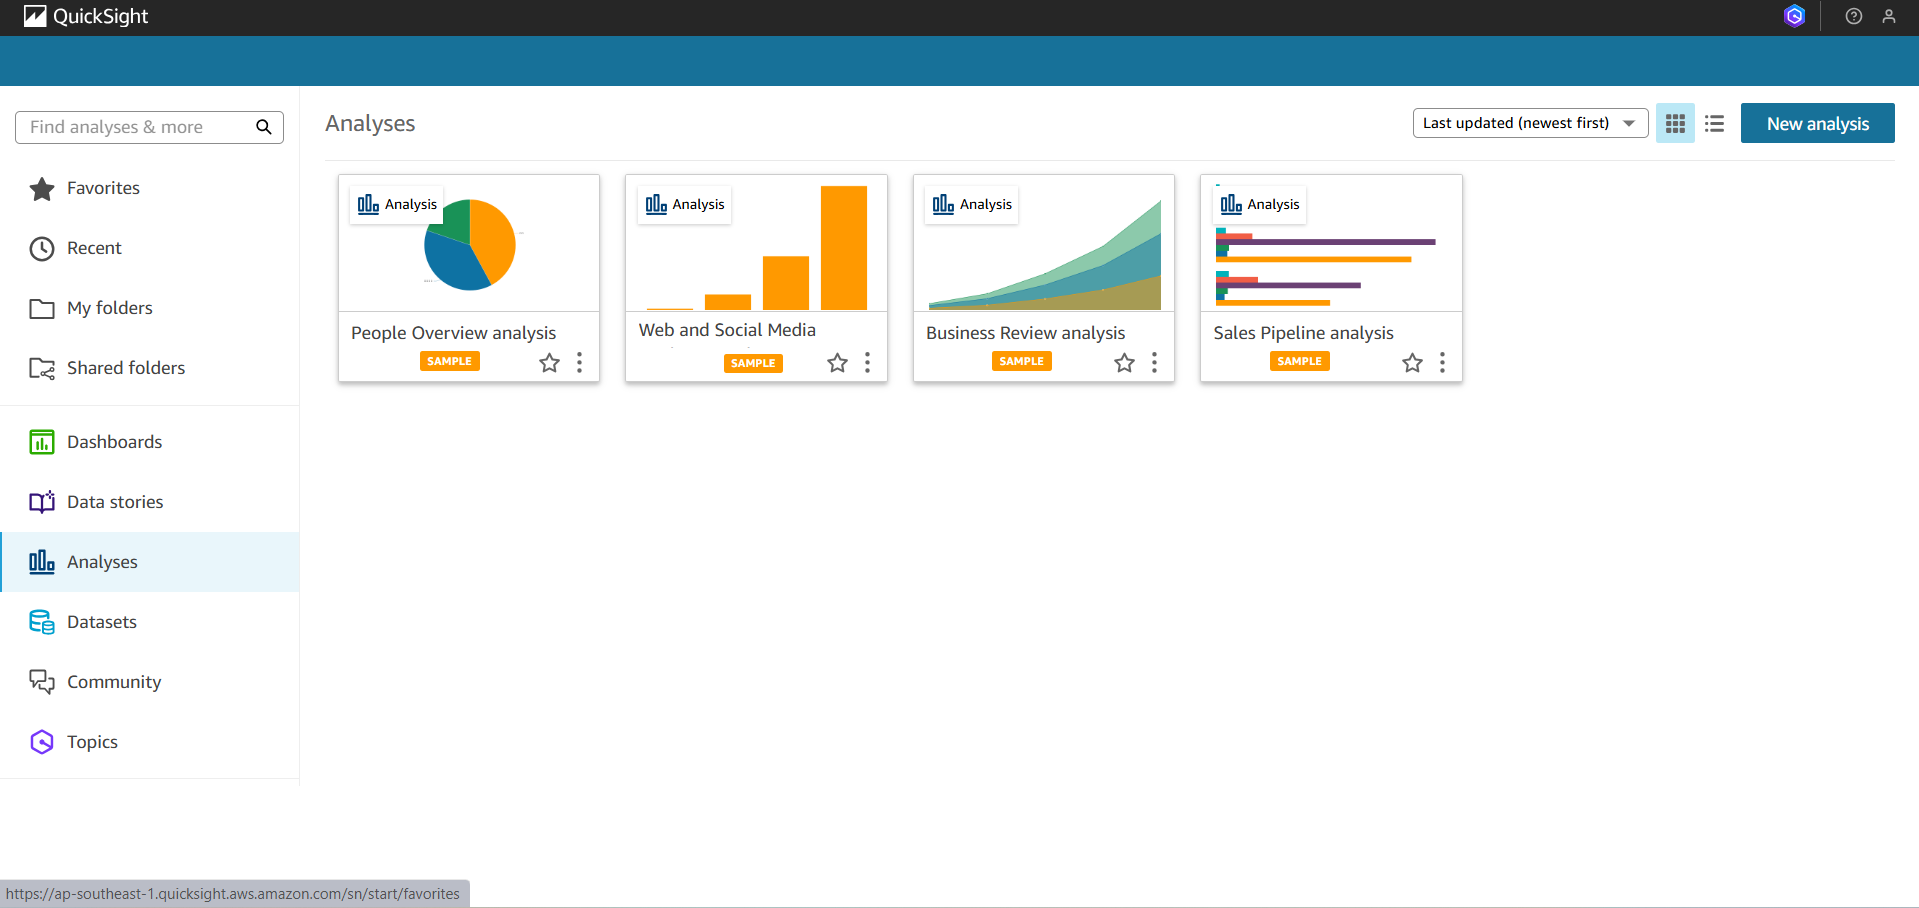 QuickSight
Find analyses & more
Favorites
Recent
My folders
Shared folders
Dashboards
Data stories
Analyses
Datasets
Community
Topics
Analyses
Last updated (newest first)
New analysis
Analysis
People Overview analysis
SAMPLE
Analysis
Web and Social Media
SAMPLE
Analysis
Business Review analysis
SAMPLE
Analysis
Sales Pipeline analysis
SAMPLE
https://ap-southeast-1.quicksight.aws.amazon.com/sn/start/favorites